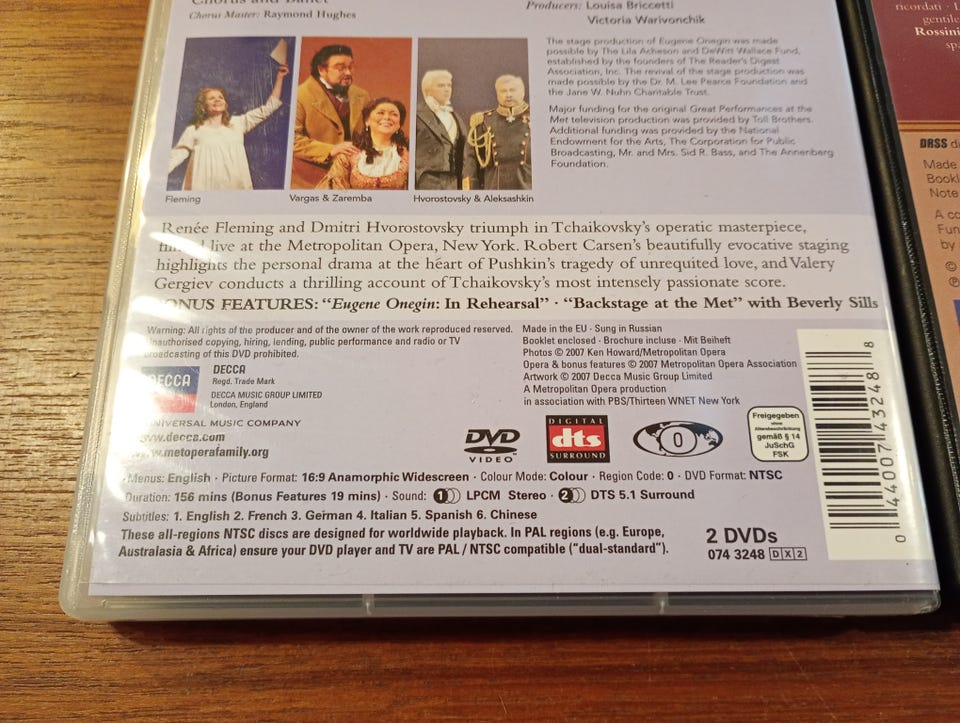 Chorus and Ballet
Chorus Master: Raymond Hughes
Producers: Louisa Briccetti
Victoria Warivonchik
The stage production of Eugene Onegin was made
possible by The Lila Acheson and DeWitt Wallace Fund,
established by the founders of The Reader's Digest
Association, Inc. The revival of the stage production was
made possible by the Dr. M. Lee Pearce Foundation and
the Jane W. Nuhn Charitable Trust.
Major funding for the original Great Performances at the
Met television production was provided by Toll Brothers.
Additional funding was provided by the National
Endowment for the Arts, The Corporation for Public
Broadcasting, Mr. and Mrs. Sid R. Bass, and The Annenberg
Foundation.
Fleming
Vargas & Zaremba
Hvorostovsky & Aleksashkin
Renée Fleming and Dmitri Hvorostovsky triumph in Tchaikovsky's operatic masterpiece,
filmed live at the Metropolitan Opera, New York. Robert Carsen's beautifully evocative staging
highlights the personal drama at the heart of Pushkin's tragedy of unrequited love, and Valery
Gergiev conducts a thrilling account of Tchaikovsky's most intensely passionate score.
BONUS FEATURES: "Eugene Onegin: In Rehearsal" · "Backstage at the Met" with Beverly Sills
Warning: All rights of the producer and of the owner of the work reproduced reserved.
Unauthorised copying, hiring, lending, public performance and radio or TV
broadcasting of this DVD prohibited.
DECCA
DECCA
Regd. Trade Mark
DECCA MUSIC GROUP LIMITED
London, England
UNIVERSAL MUSIC COMPANY
www.decca.com
www.metoperafamily.org
Made in the EU · Sung in Russian
Booklet enclosed · Brochure incluse · Mit Beiheft
Photos © 2007 Ken Howard/Metropolitan Opera
Opera & bonus features © 2007 Metropolitan Opera Association
Artwork © 2007 Decca Music Group Limited
A Metropolitan Opera production
in association with PBS/Thirteen WNET New York
DVD
VIDEO
DIGITAL
dts
SURROUND
0
Freigegeben
ohne
Altersbeschränkung
gemäß § 14
JuSchG
FSK
0 44007 43248 8
Menus: English · Picture Format: 16:9 Anamorphic Widescreen · Colour Mode: Colour · Region Code: 0 · DVD Format: NTSC
Duration: 156 mins (Bonus Features 19 mins) · Sound: 1 LPCM Stereo · 2 DTS 5.1 Surround
Subtitles: 1. English 2. French 3. German 4. Italian 5. Spanish 6. Chinese
These all-regions NTSC discs are designed for worldwide playback. In PAL regions (e.g. Europe,
Australasia & Africa) ensure your DVD player and TV are PAL / NTSC compatible ("dual-standard").
2 DVDs
074 3248 DX2
ricordati · L
gentile
Rossini
spa
DRSS di
Made
Bookl
Note
A co
Fun
by
©
℗